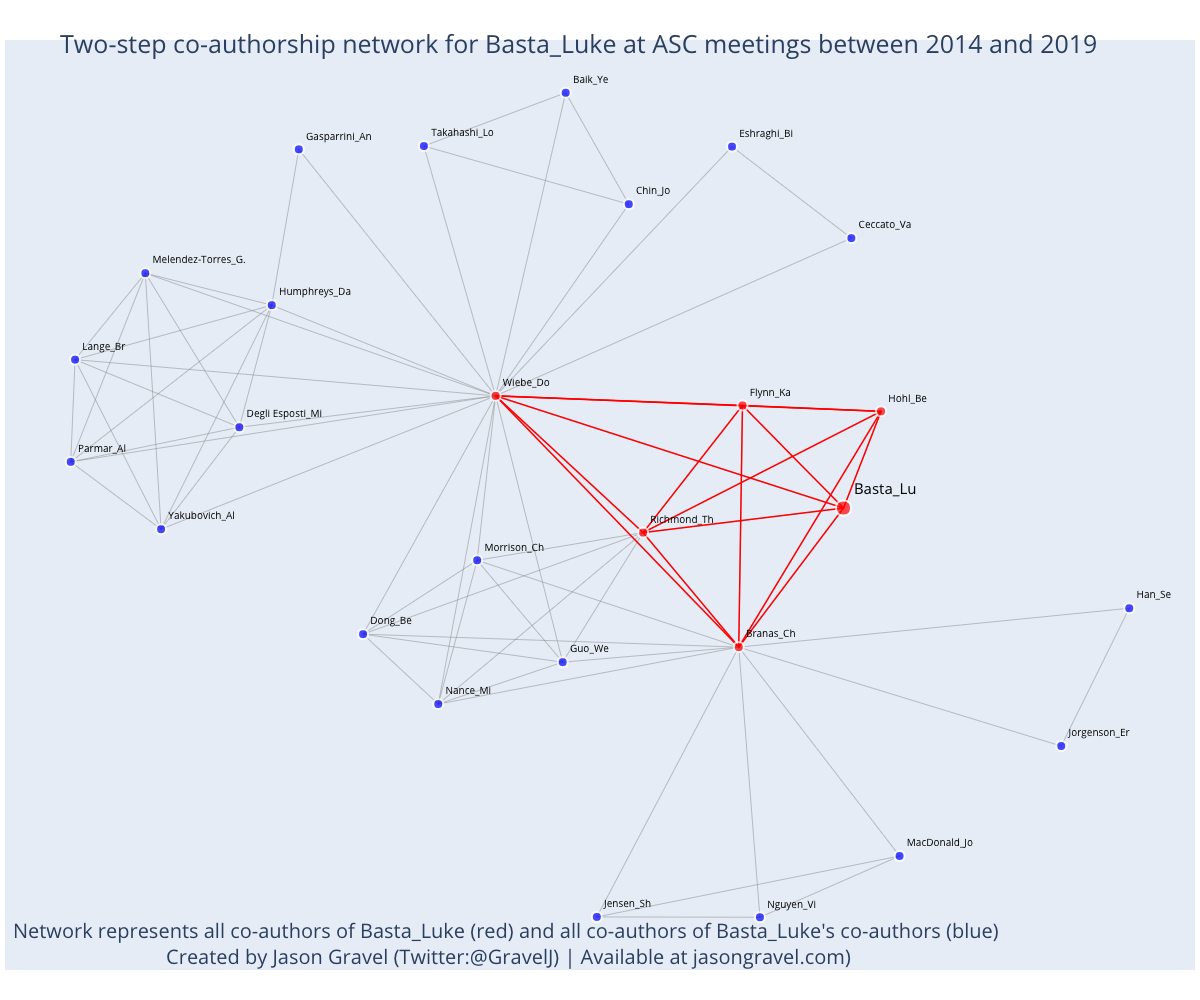 Two-step co-authorship network for Basta_Luke at ASC meetings between 2014 and 2019
Baik_Ye
Takahashi_Lo
Eshraghi_Bi
Gasparrini_An
Chin_Jo
Ceccato_Va
Melendez-Torres_G.
Humphreys_Da
Lange_Br
Wiebe_Do
Flynn_Ka
Hohl_Be
Degli Esposti_Mi
Parmar_Al
Basta_Lu
Yakubovich_Al
Richmond_Th
Morrison_Ch
Han_Se
Dong_Be
Branas_Ch
Guo_We
Nance_Mi
Jorgenson_Er
MacDonald_Jo
Jensen_Sh
Nguyen_Vi
Network represents all co-authors of Basta_Luke (red) and all co-authors of Basta_Luke's co-authors (blue)
Created by Jason Gravel (Twitter:@GravelJ) | Available at jasongravel.com)